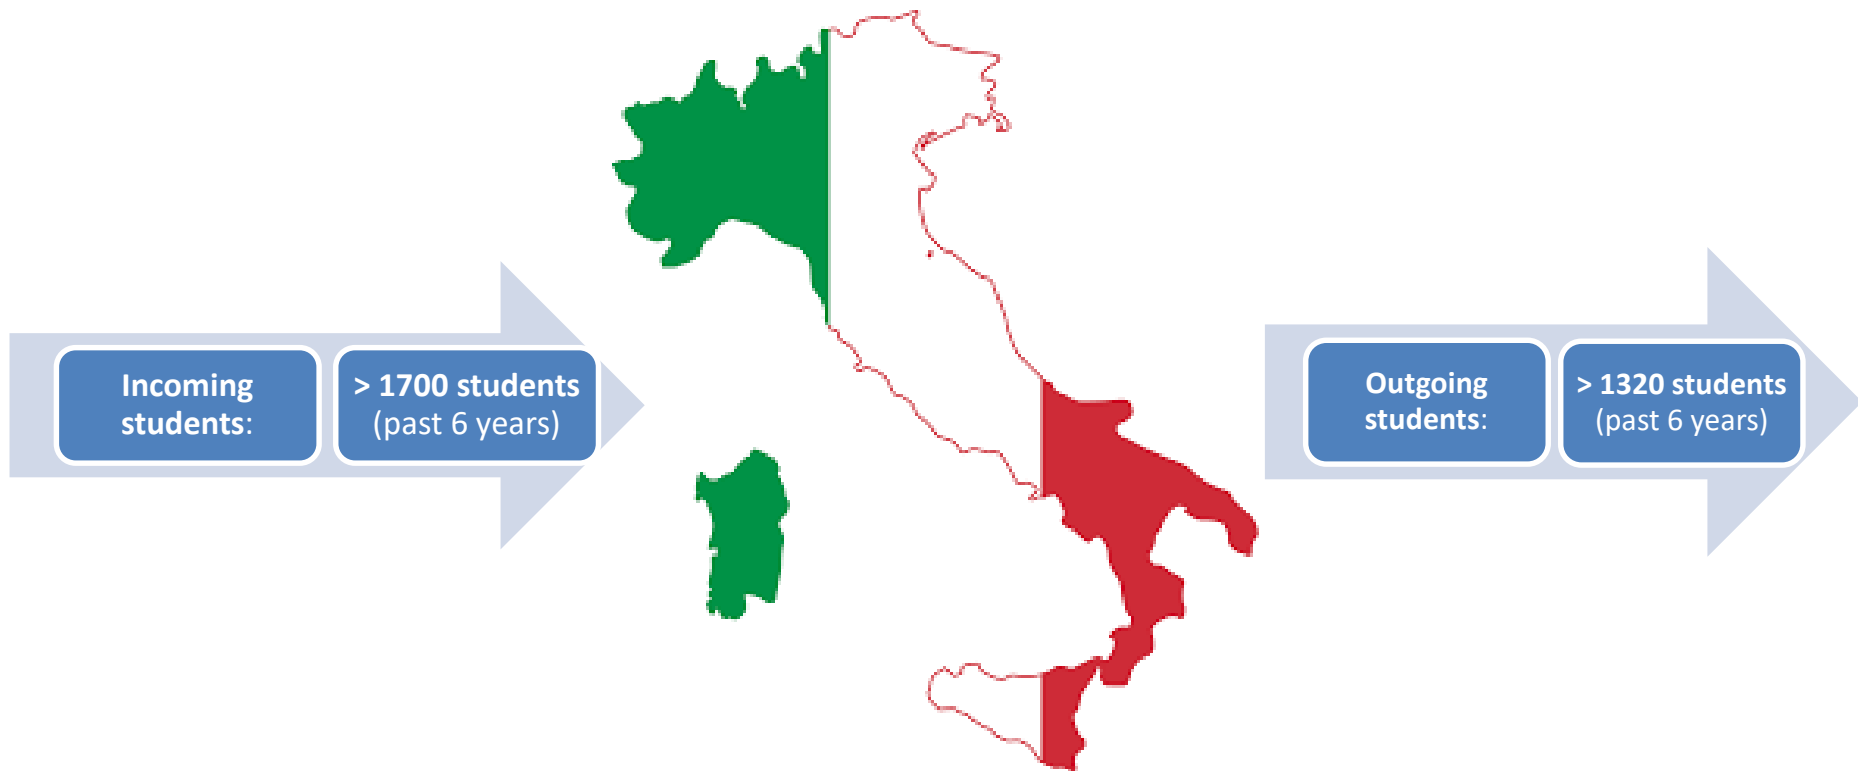 Incoming
students:
> 1700 students
(past 6 years)
Outgoing
students:
> 1320 students
(past 6 years)